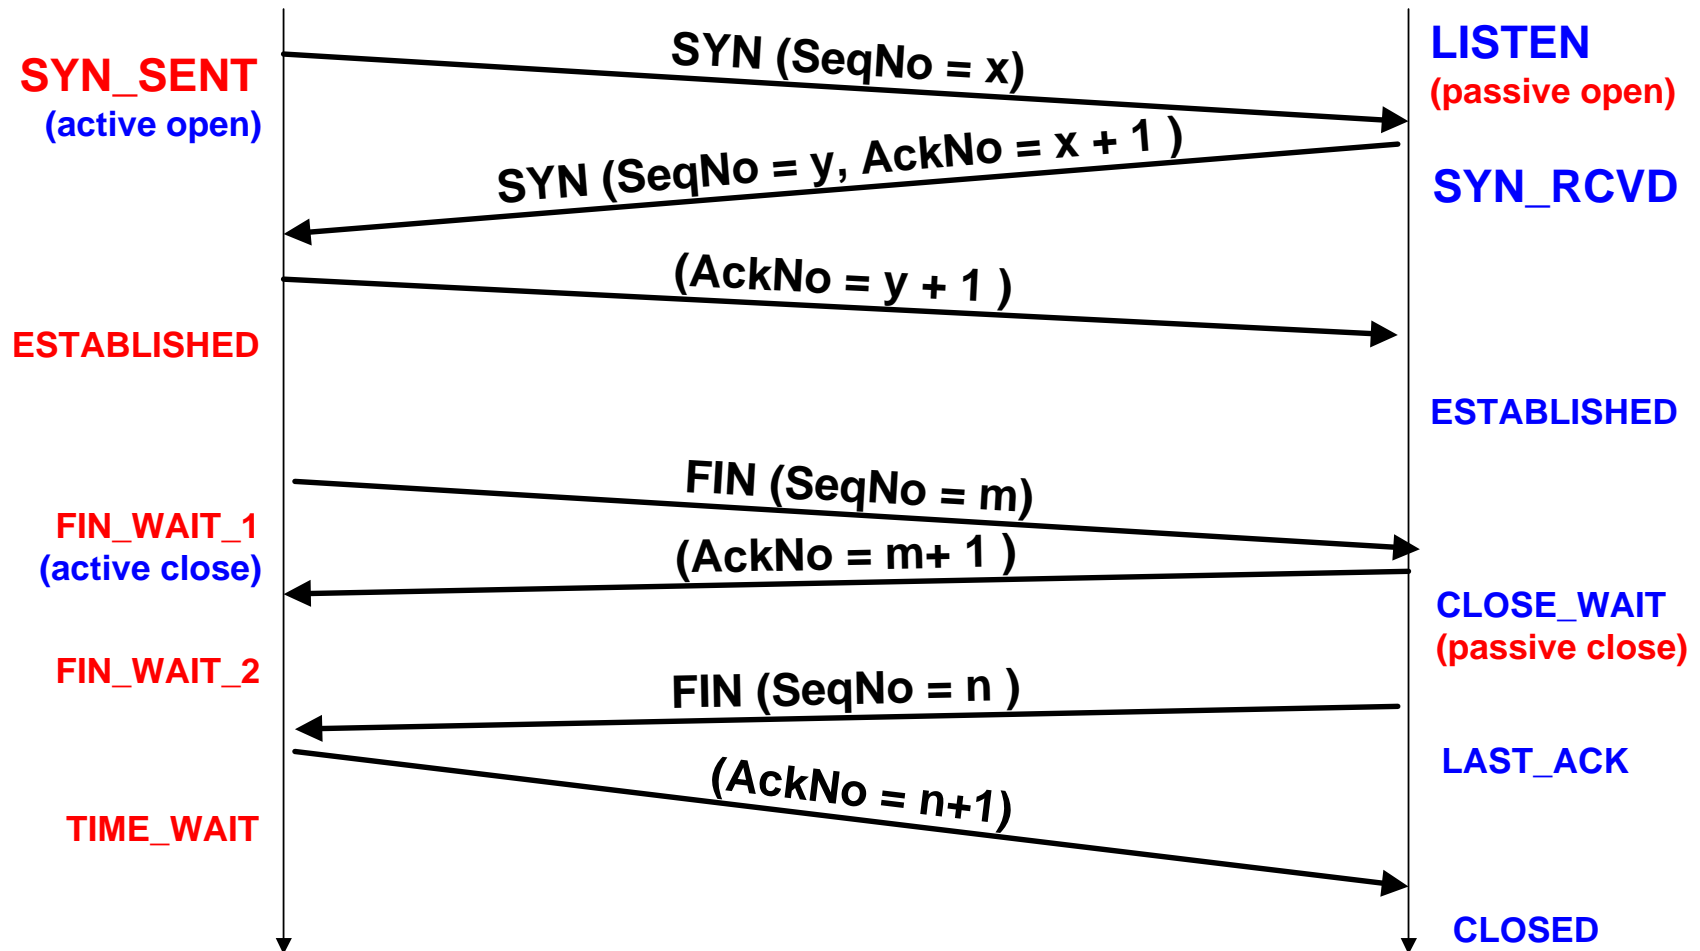 SYN (SeqNo = x)
LISTEN
(passive open)
SYN_SENT
(active open)
SYN (SeqNo = y, AckNo = x + 1 )
SYN_RCVD
(AckNo = y + 1 )
ESTABLISHED
ESTABLISHED
FIN (SeqNo = m)
FIN_WAIT_1
(active close)
(AckNo = m+ 1 )
CLOSE_WAIT
(passive close)
FIN_WAIT_2
FIN (SeqNo = n )
LAST_ACK
(AckNo = n+1)
TIME_WAIT
CLOSED